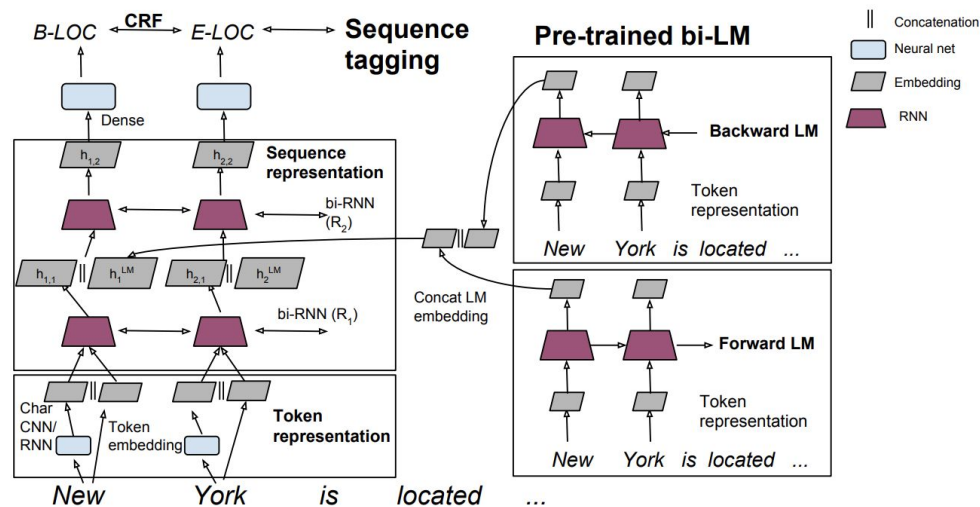 B-LOC
CRF
E-LOC
Sequence
tagging
Dense
h1,2
h2,2
Sequence
representation
bi-RNN
(R2)
h1,1 || h1LM
h2,1 || h2LM
bi-RNN (R1)
||
||
Char
CNN/
RNN
Token
embedding
Token
representation
New York is located ...
Pre-trained bi-LM
Backward LM
Token
representation
New York is located ...
||
Concat LM
embedding
Forward LM
Token
representation
New York is located ...
|| Concatenation
Neural net
Embedding
RNN